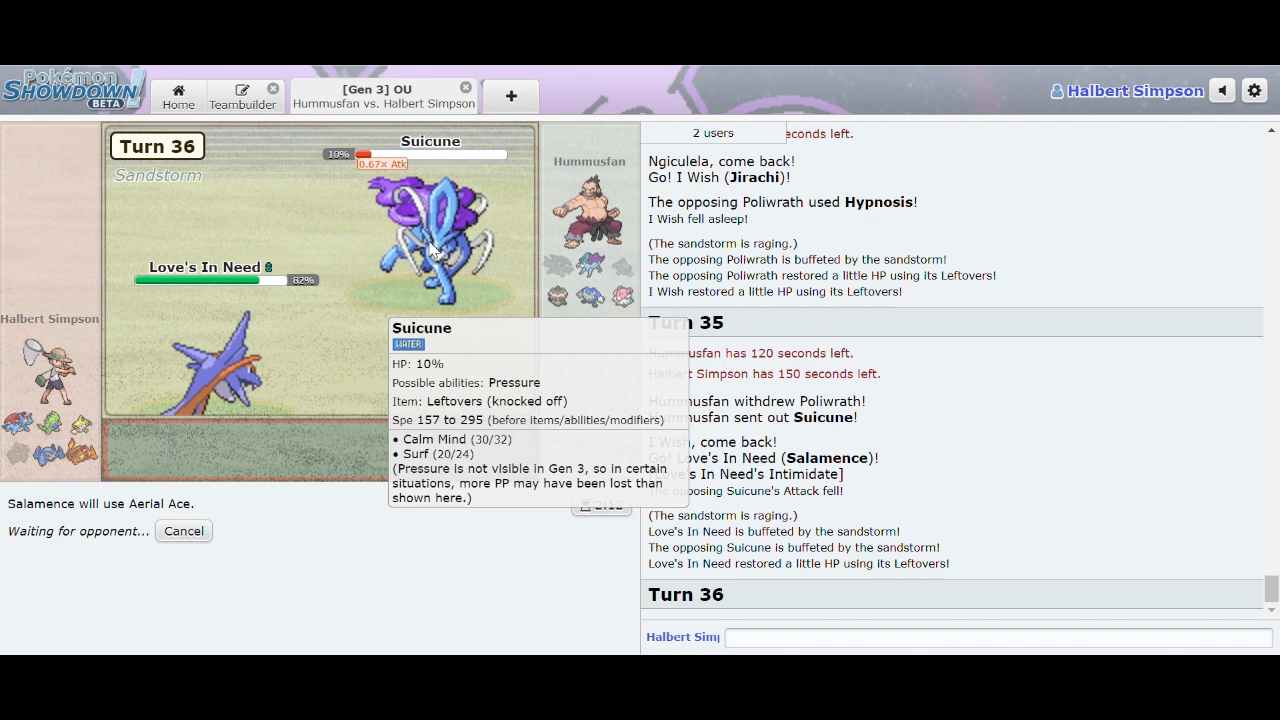 Pokémon
SHOWDOWN!
BETA
Home
Teambuilder
[Gen 3] OU
Hummusfan vs. Halbert Simpson
+
Halbert Simpson
Turn 36
Sandstorm
Suicune
10%
0.67× Atk
Love's In Need
82%
Hummusfan
Halbert Simpson
Suicune
WATER
HP: 10%
Possible abilities: Pressure
Item: Leftovers (knocked off)
Spe 157 to 295 (before items/abilities/modifiers)
• Calm Mind (30/32)
• Surf (20/24)
(Pressure is not visible in Gen 3, so in certain
situations, more PP may have been lost than
shown here.)
Salamence will use Aerial Ace.
Waiting for opponent...
Cancel
2:12
2 users
econds left.
Ngiculela, come back!
Go! I Wish (Jirachi)!
The opposing Poliwrath used Hypnosis!
I Wish fell asleep!
(The sandstorm is raging.)
The opposing Poliwrath is buffeted by the sandstorm!
The opposing Poliwrath restored a little HP using its Leftovers!
I Wish restored a little HP using its Leftovers!
Turn 35
Hummusfan has 120 seconds left.
Halbert Simpson has 150 seconds left.
Hummusfan withdrew Poliwrath!
Hummusfan sent out Suicune!
I Wish, come back!
Go! Love's In Need (Salamence)!
[Love's In Need's Intimidate]
The opposing Suicune's Attack fell!
(The sandstorm is raging.)
Love's In Need is buffeted by the sandstorm!
The opposing Suicune is buffeted by the sandstorm!
Love's In Need restored a little HP using its Leftovers!
Turn 36
Halbert Simp